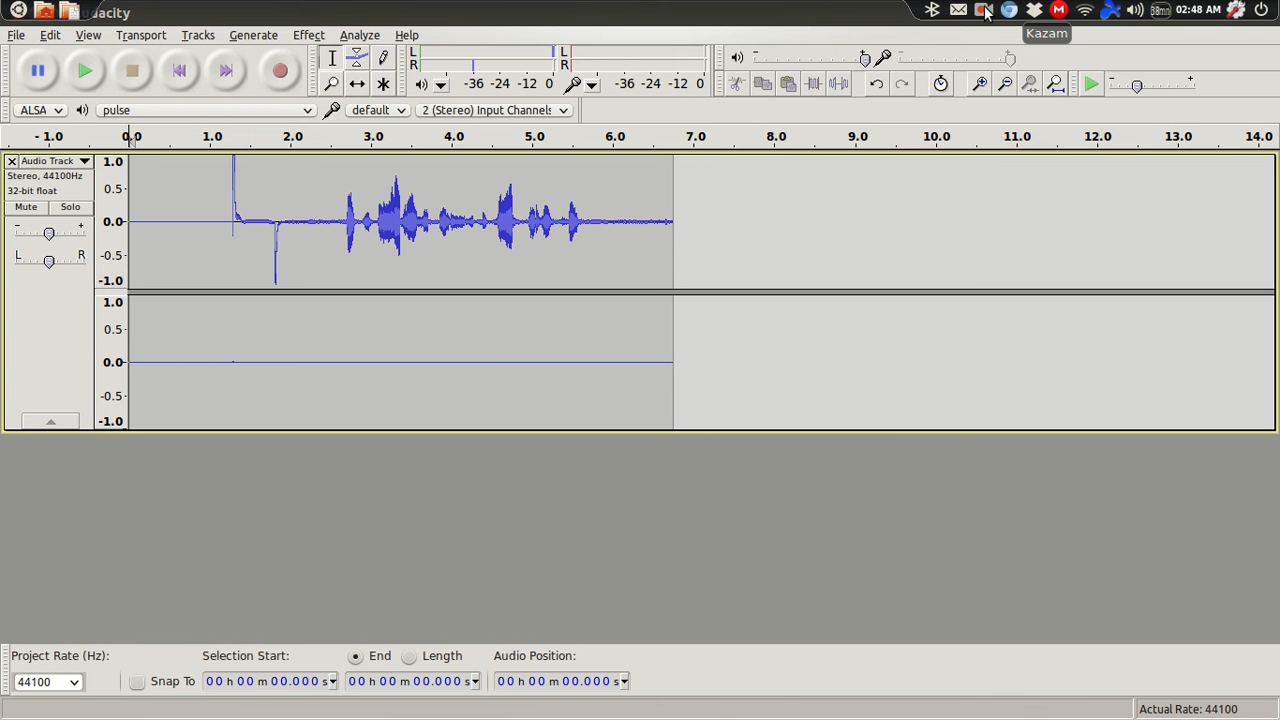 udacity
02:48 AM
Kazam
File Edit View Transport Tracks Generate Effect Analyze Help
L
R
-36 -24 -12 0
L
R
-36 -24 -12 0
ALSA pulse default 2 (Stereo) Input Channels
- 1.0 0.0 1.0 2.0 3.0 4.0 5.0 6.0 7.0 8.0 9.0 10.0 11.0 12.0 13.0 14.0
Audio Track
Stereo, 44100Hz
32-bit float
Mute Solo
- +
L R
1.0
0.5
0.0
-0.5
-1.0
1.0
0.5
0.0
-0.5
-1.0
Project Rate (Hz): Selection Start: End Length Audio Position:
44100 Snap To 00 h 00 m 00.000 s 00 h 00 m 00.000 s 00 h 00 m 00.000 s
Actual Rate: 44100